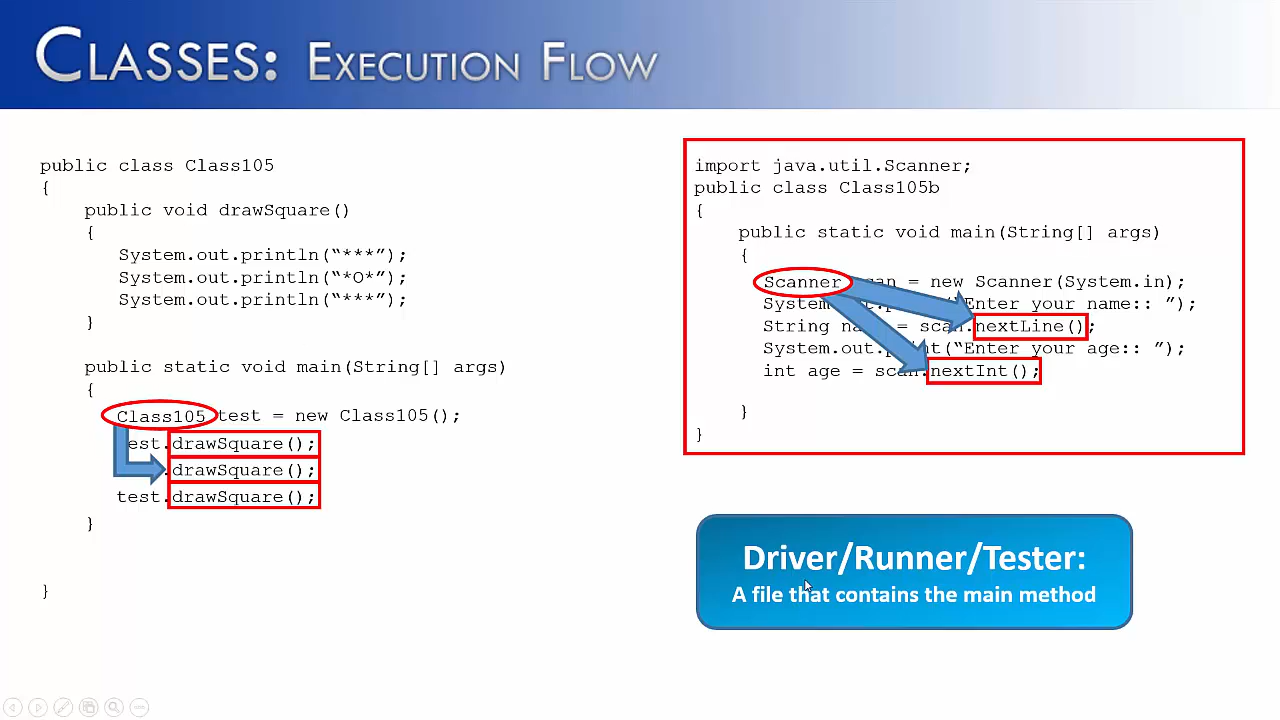 CLASSES: EXECUTION FLOW
public class Class105
{
public void drawSquare()
{
System.out.println(“***”);
System.out.println(“*O*”);
System.out.println(“***”);
}
public static void main(String[] args)
{
Class105 test = new Class105();
est.drawSquare();
.drawSquare();
test.drawSquare();
}
}
import java.util.Scanner;
public class Class105b
{
public static void main(String[] args)
{
Scanner scan = new Scanner(System.in);
System. “Enter your name:: ”);
String = scan.nextLine();
System.out.print(“Enter your age:: ”);
int age = scan.nextInt();
}
}
Driver/Runner/Tester:
A file that contains the main method